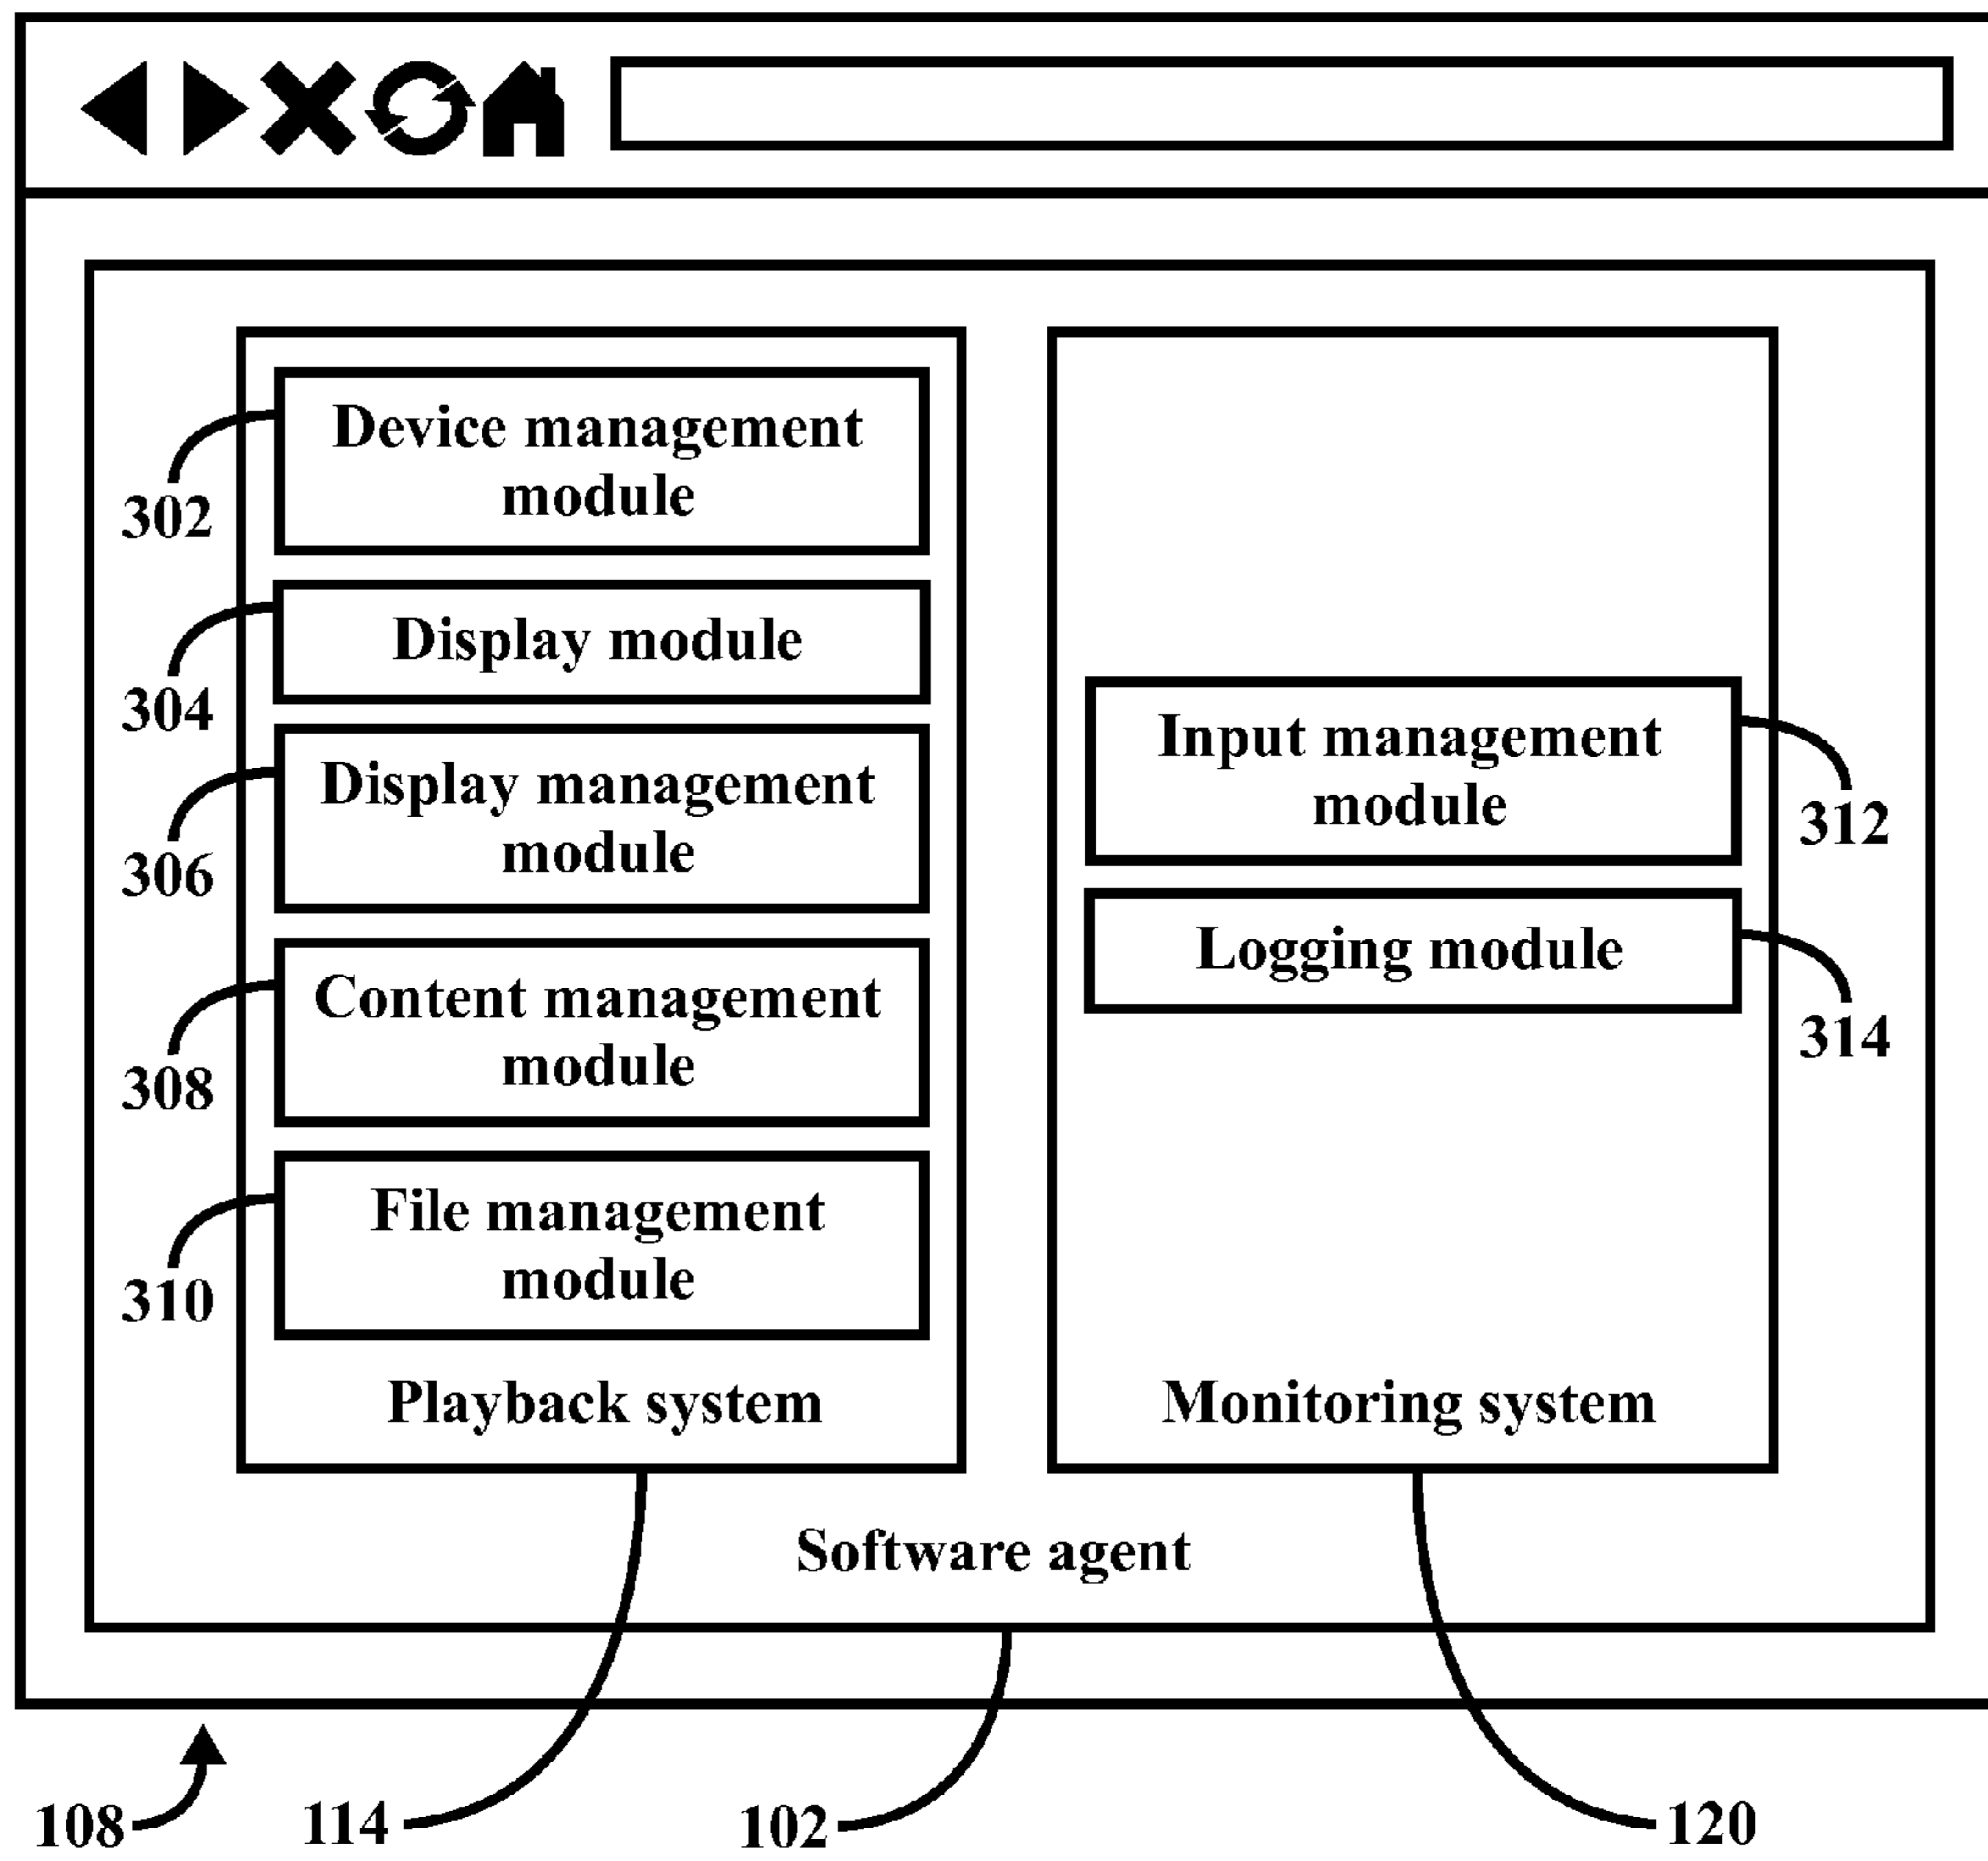 Device management
module
302
Display module
304
Display management
module
306
Content management
module
308
File management
module
310
Playback system
Input management
module
312
Logging module
314
Monitoring system
Software agent
108
114
102
120